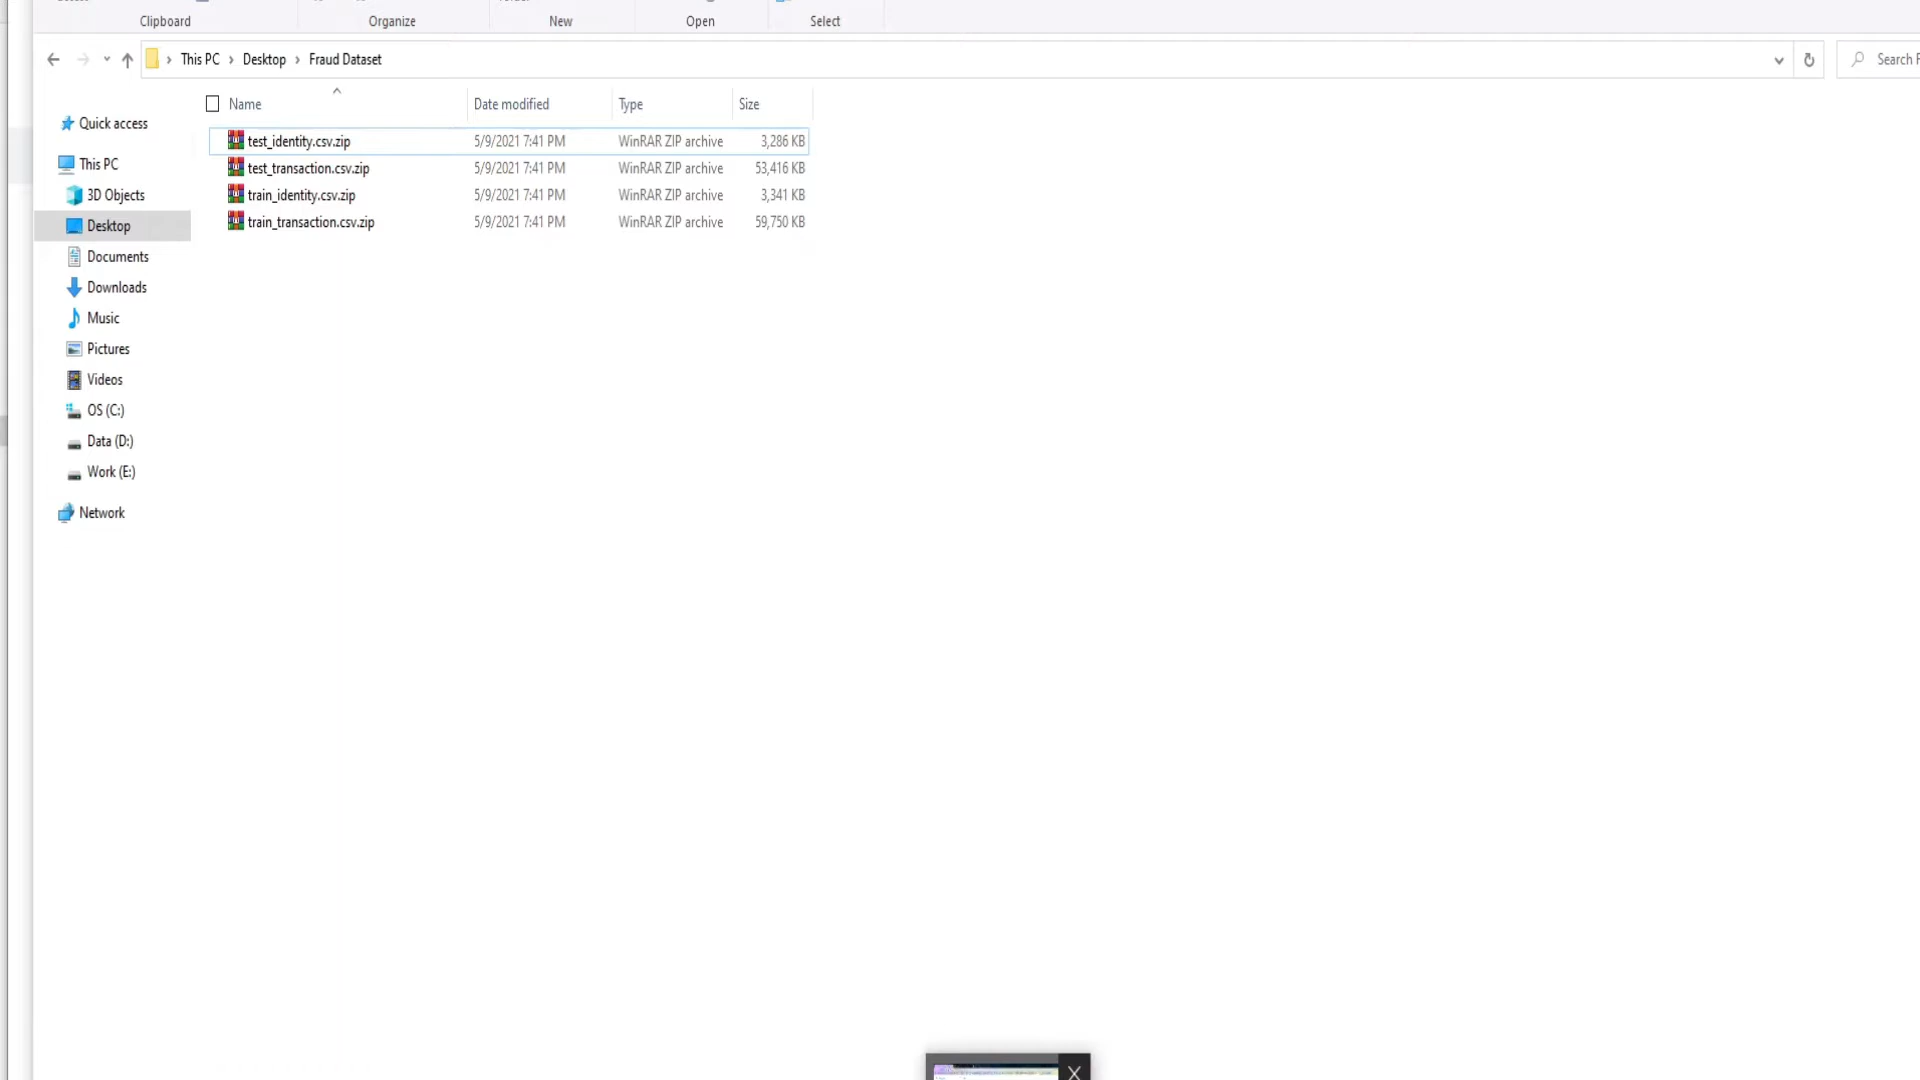 Clipboard Organize New Open Select
This PC Desktop Fraud Dataset
Search
Name Date modified Type Size
Quick access
This PC
3D Objects
Desktop
Documents
Downloads
Music
Pictures
Videos
OS (C:)
Data (D:)
Work (E:)
Network
test_identity.csv.zip 5/9/2021 7:41 PM WinRAR ZIP archive 3,286 KB
test_transaction.csv.zip 5/9/2021 7:41 PM WinRAR ZIP archive 53,416 KB
train_identity.csv.zip 5/9/2021 7:41 PM WinRAR ZIP archive 3,341 KB
train_transaction.csv.zip 5/9/2021 7:41 PM WinRAR ZIP archive 59,750 KB